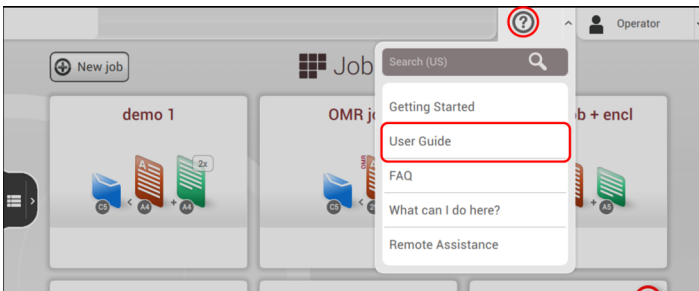 ?
Operator
New job
Job
Search (US)
demo 1
OMR jo
b + encl
Getting Started
User Guide
FAQ
What can I do here?
Remote Assistance
A
2x
C5 < A4 + A4
OMR
C5 <
+ A5